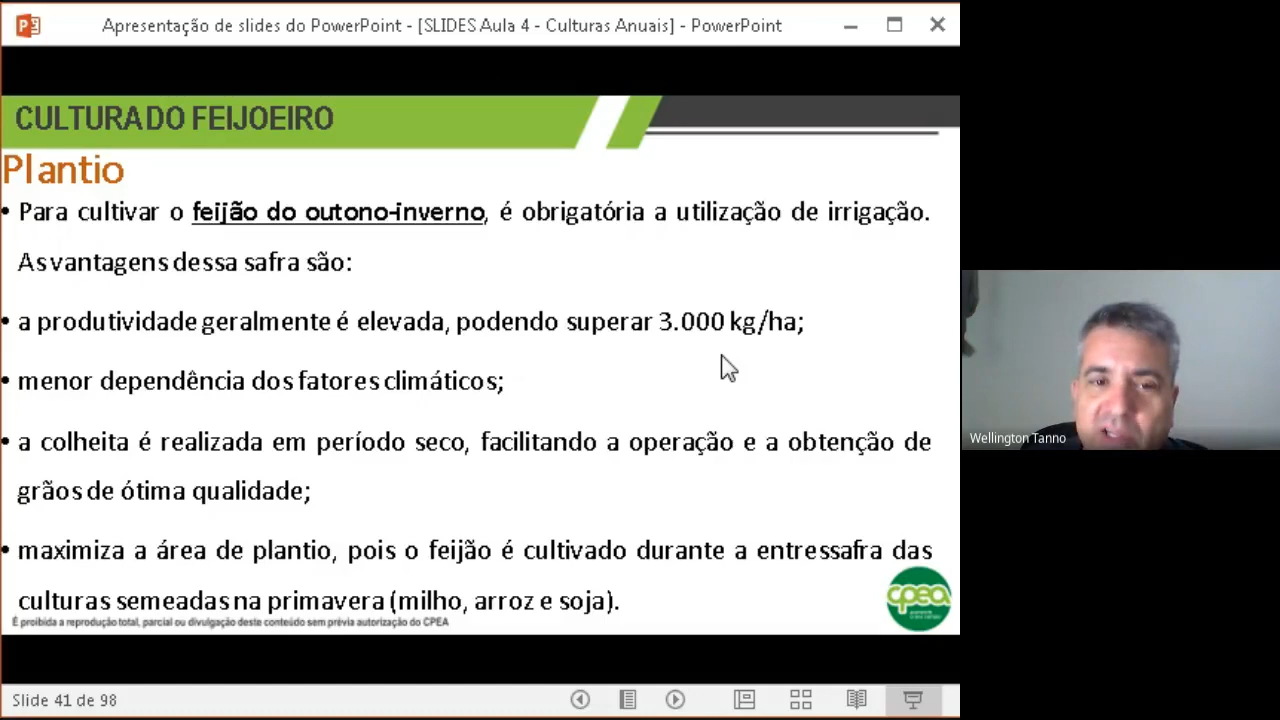 Apresentação de slides do PowerPoint - [SLIDES Aula 4 - Culturas Anuais] - PowerPoint
CULTURA DO FEIJOEIRO
Plantio
• Para cultivar o feijão do outono-inverno, é obrigatória a utilização de irrigação.
As vantagens dessa safra são:
• a produtividade geralmente é elevada, podendo superar 3.000 kg/ha;
• menor dependência dos fatores climáticos;
• a colheita é realizada em período seco, facilitando a operação e a obtenção de
grãos de ótima qualidade;
• maximiza a área de plantio, pois o feijão é cultivado durante a entressafra das
culturas semeadas na primavera (milho, arroz e soja).
cpea
É proibida a reprodução total, parcial ou divulgação deste conteúdo sem prévia autorização do CPEA
Wellington Tanno
Slide 41 de 98